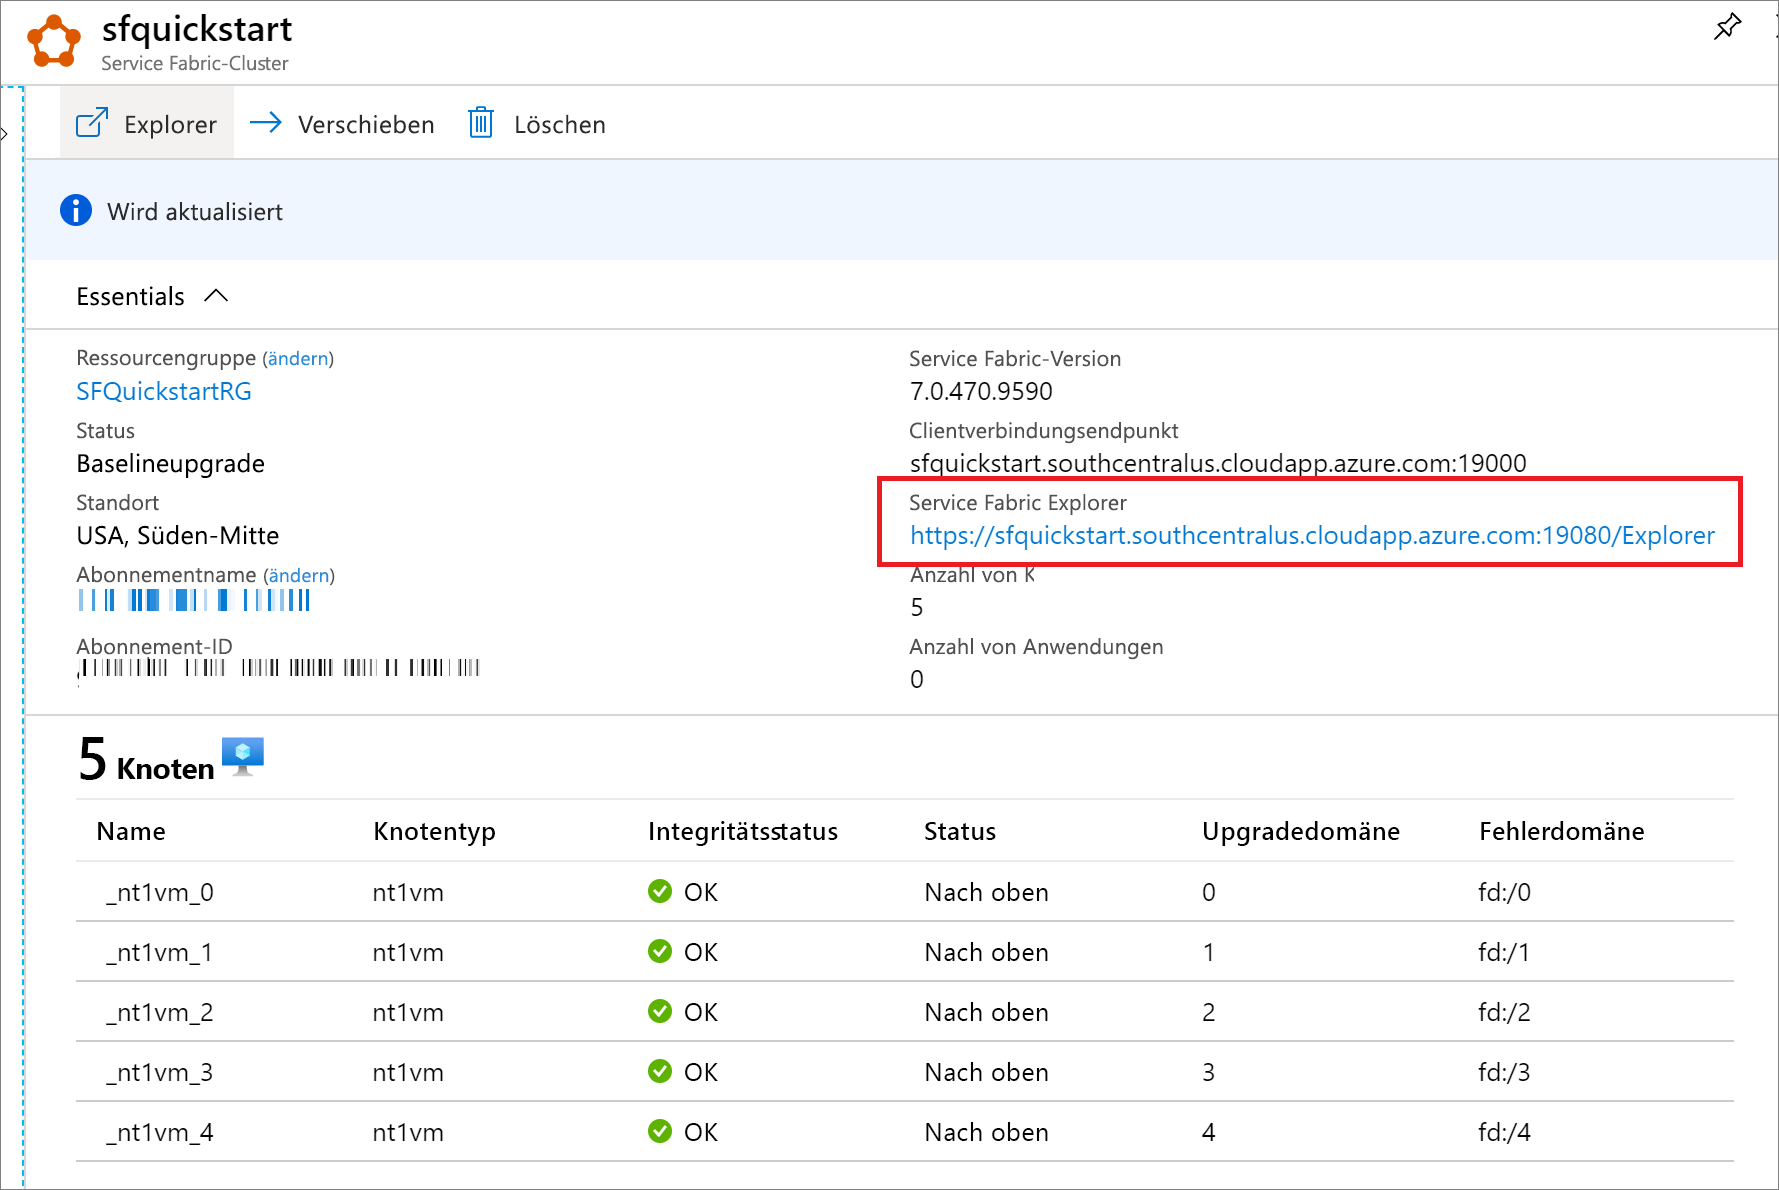 sfquickstart
Service Fabric-Cluster
Explorer
Verschieben
Löschen
Wird aktualisiert
Essentials
Ressourcengruppe (ändern)
SFQuickstartRG
Status
Baselineupgrade
Standort
USA, Süden-Mitte
Abonnementname (ändern)
Abonnement-ID
Service Fabric-Version
7.0.470.9590
Clientverbindungsendpunkt
sfquickstart.southcentralus.cloudapp.azure.com:19000
Service Fabric Explorer
https://sfquickstart.southcentralus.cloudapp.azure.com:19080/Explorer
Anzahl von K
5
Anzahl von Anwendungen
0
5 Knoten
Name Knotentyp Integritätsstatus Status Upgradedomäne Fehlerdomäne
_nt1vm_0 nt1vm OK Nach oben 0 fd:/0
_nt1vm_1 nt1vm OK Nach oben 1 fd:/1
_nt1vm_2 nt1vm OK Nach oben 2 fd:/2
_nt1vm_3 nt1vm OK Nach oben 3 fd:/3
_nt1vm_4 nt1vm OK Nach oben 4 fd:/4